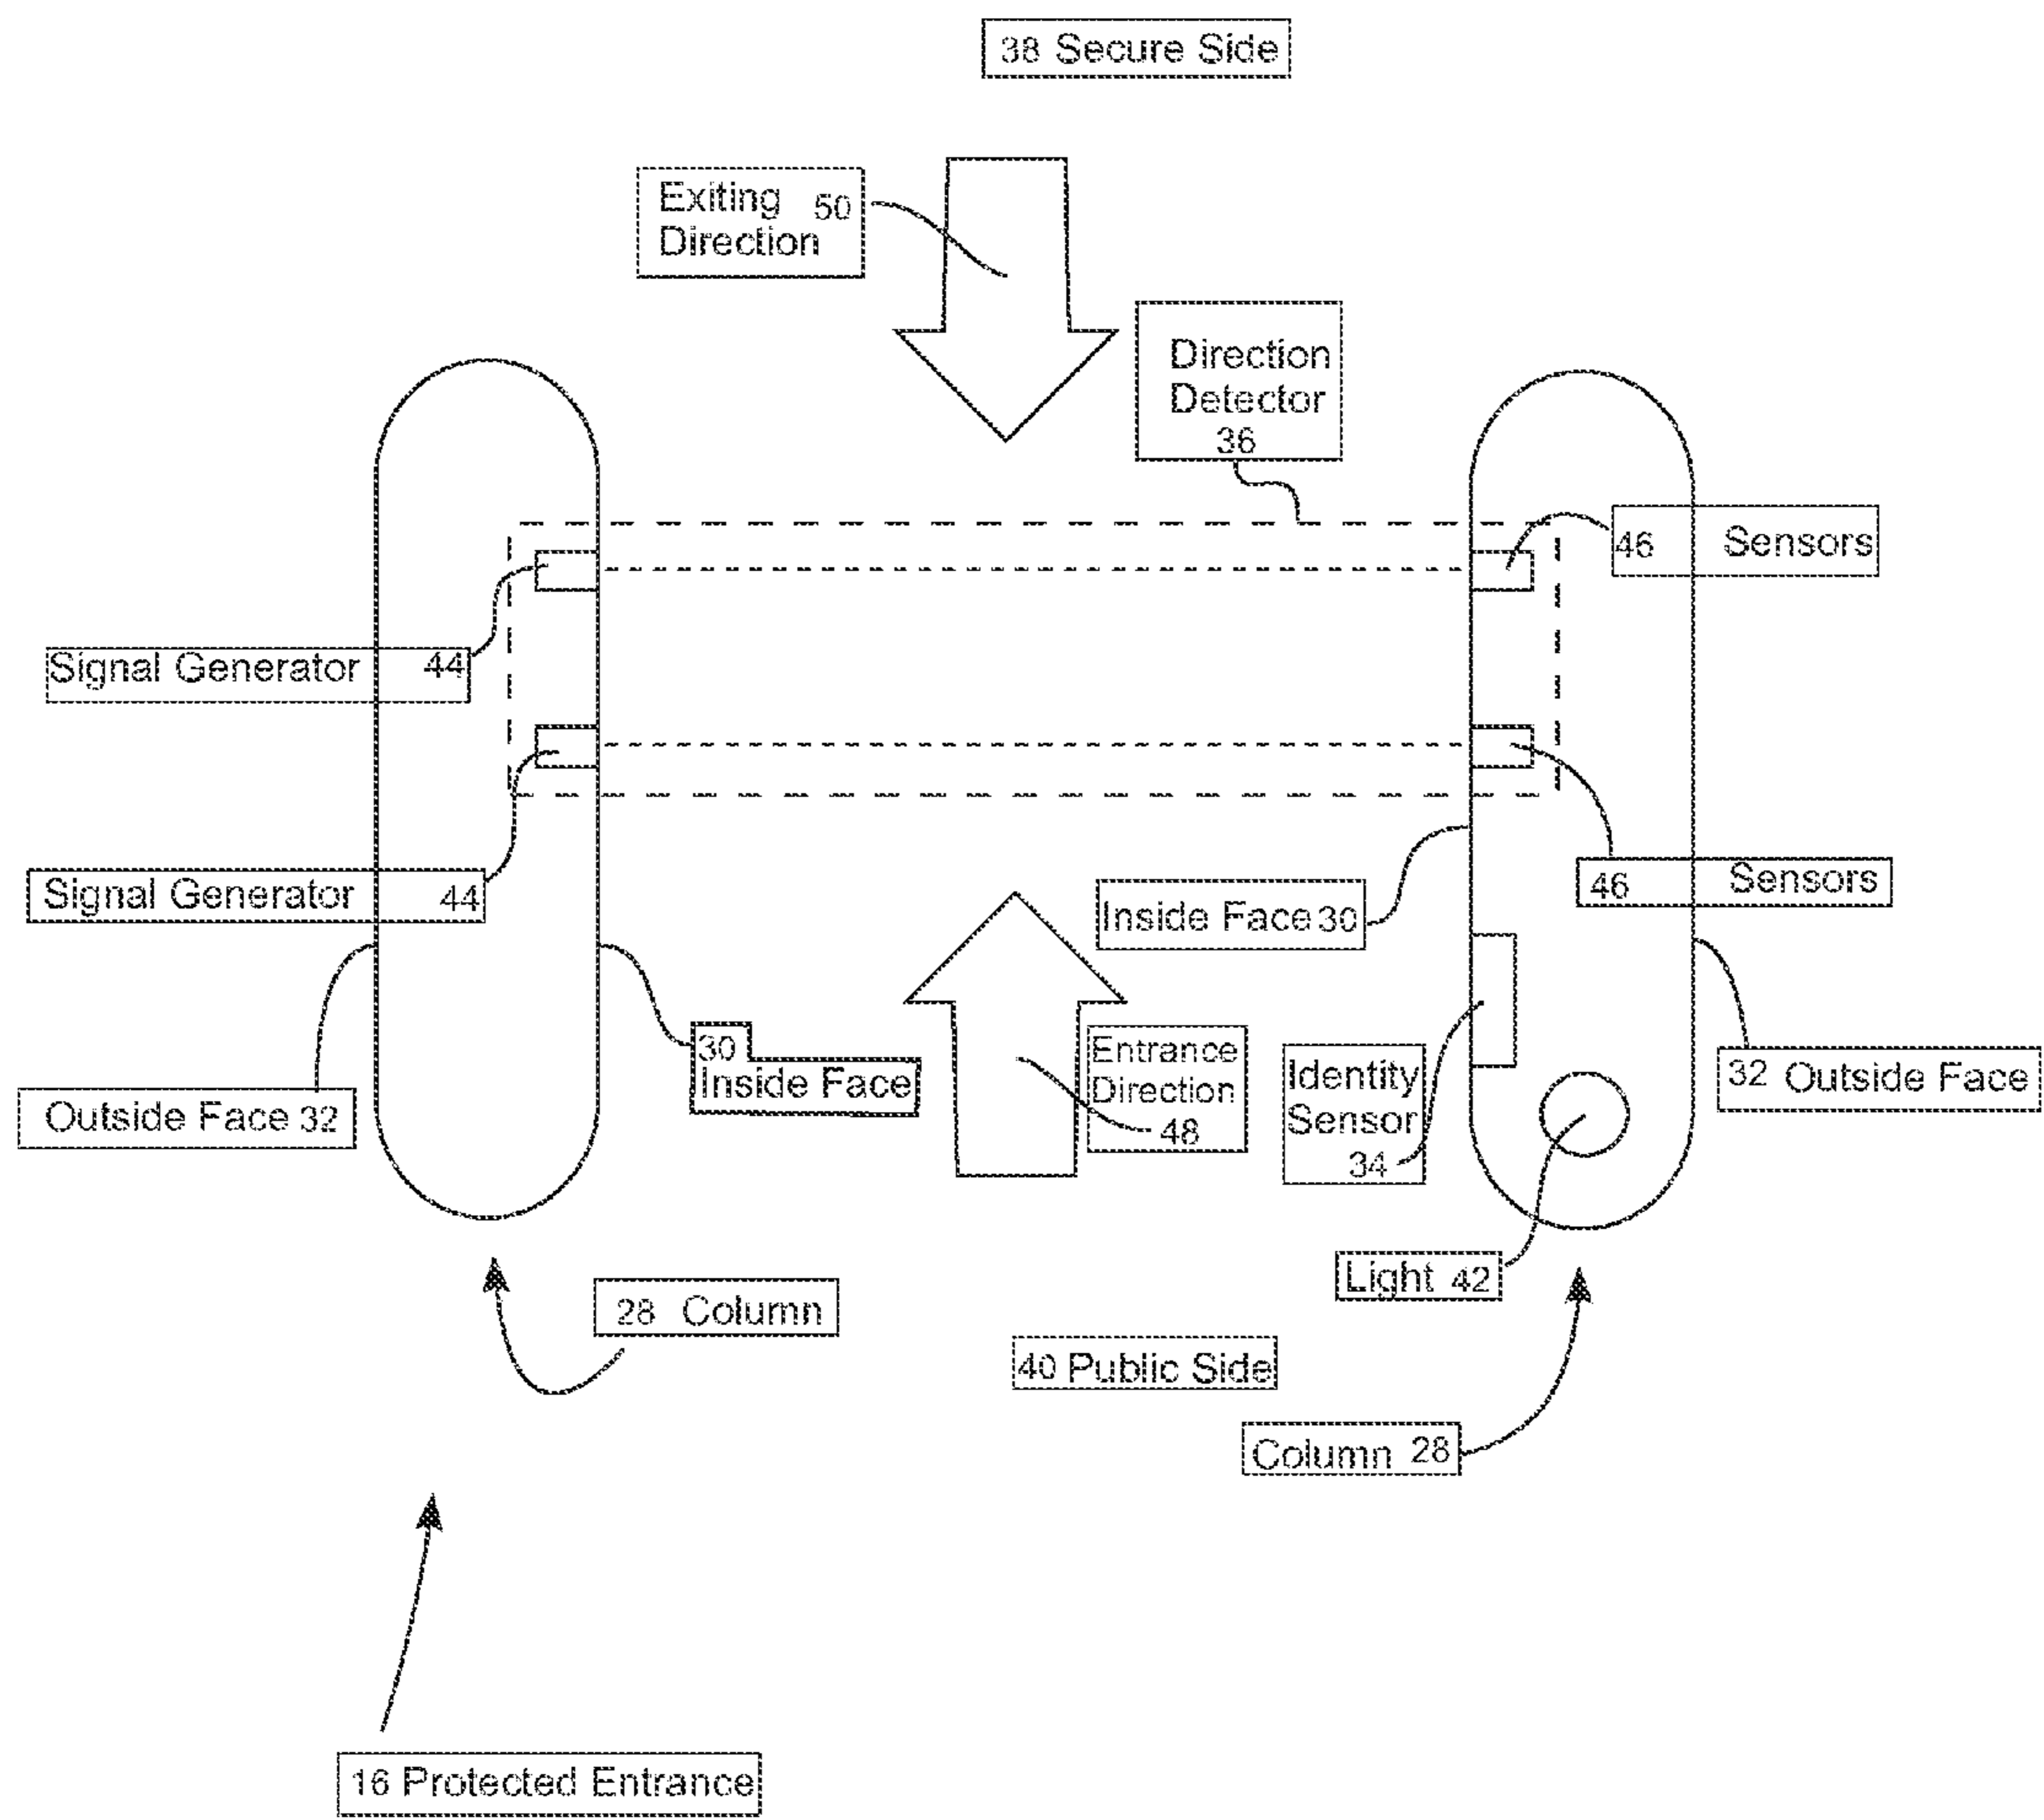 38 Secure Side
Exiting 50
Direction
Direction
Detector
36
46 Sensors
Signal Generator 44
46 Sensors
Signal Generator 44
Inside Face 30
30
Inside Face
Entrance
Direction
48
Identity
Sensor
34
32 Outside Face
Outside Face 32
Light 42
28 Column
40 Public Side
Column 28
16 Protected Entrance